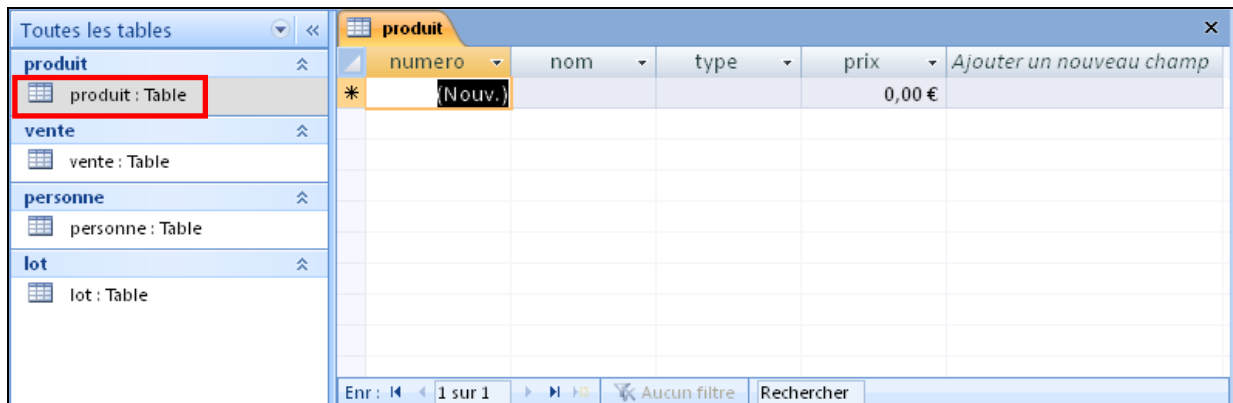 Toutes les tables «
produit
produit : Table
vente
vente : Table
personne
personne : Table
lot
lot : Table
produit ×
numero nom type prix Ajouter un nouveau champ
* (Nouv.) 0,00 €
Enr : 1 sur 1 Aucun filtre Rechercher